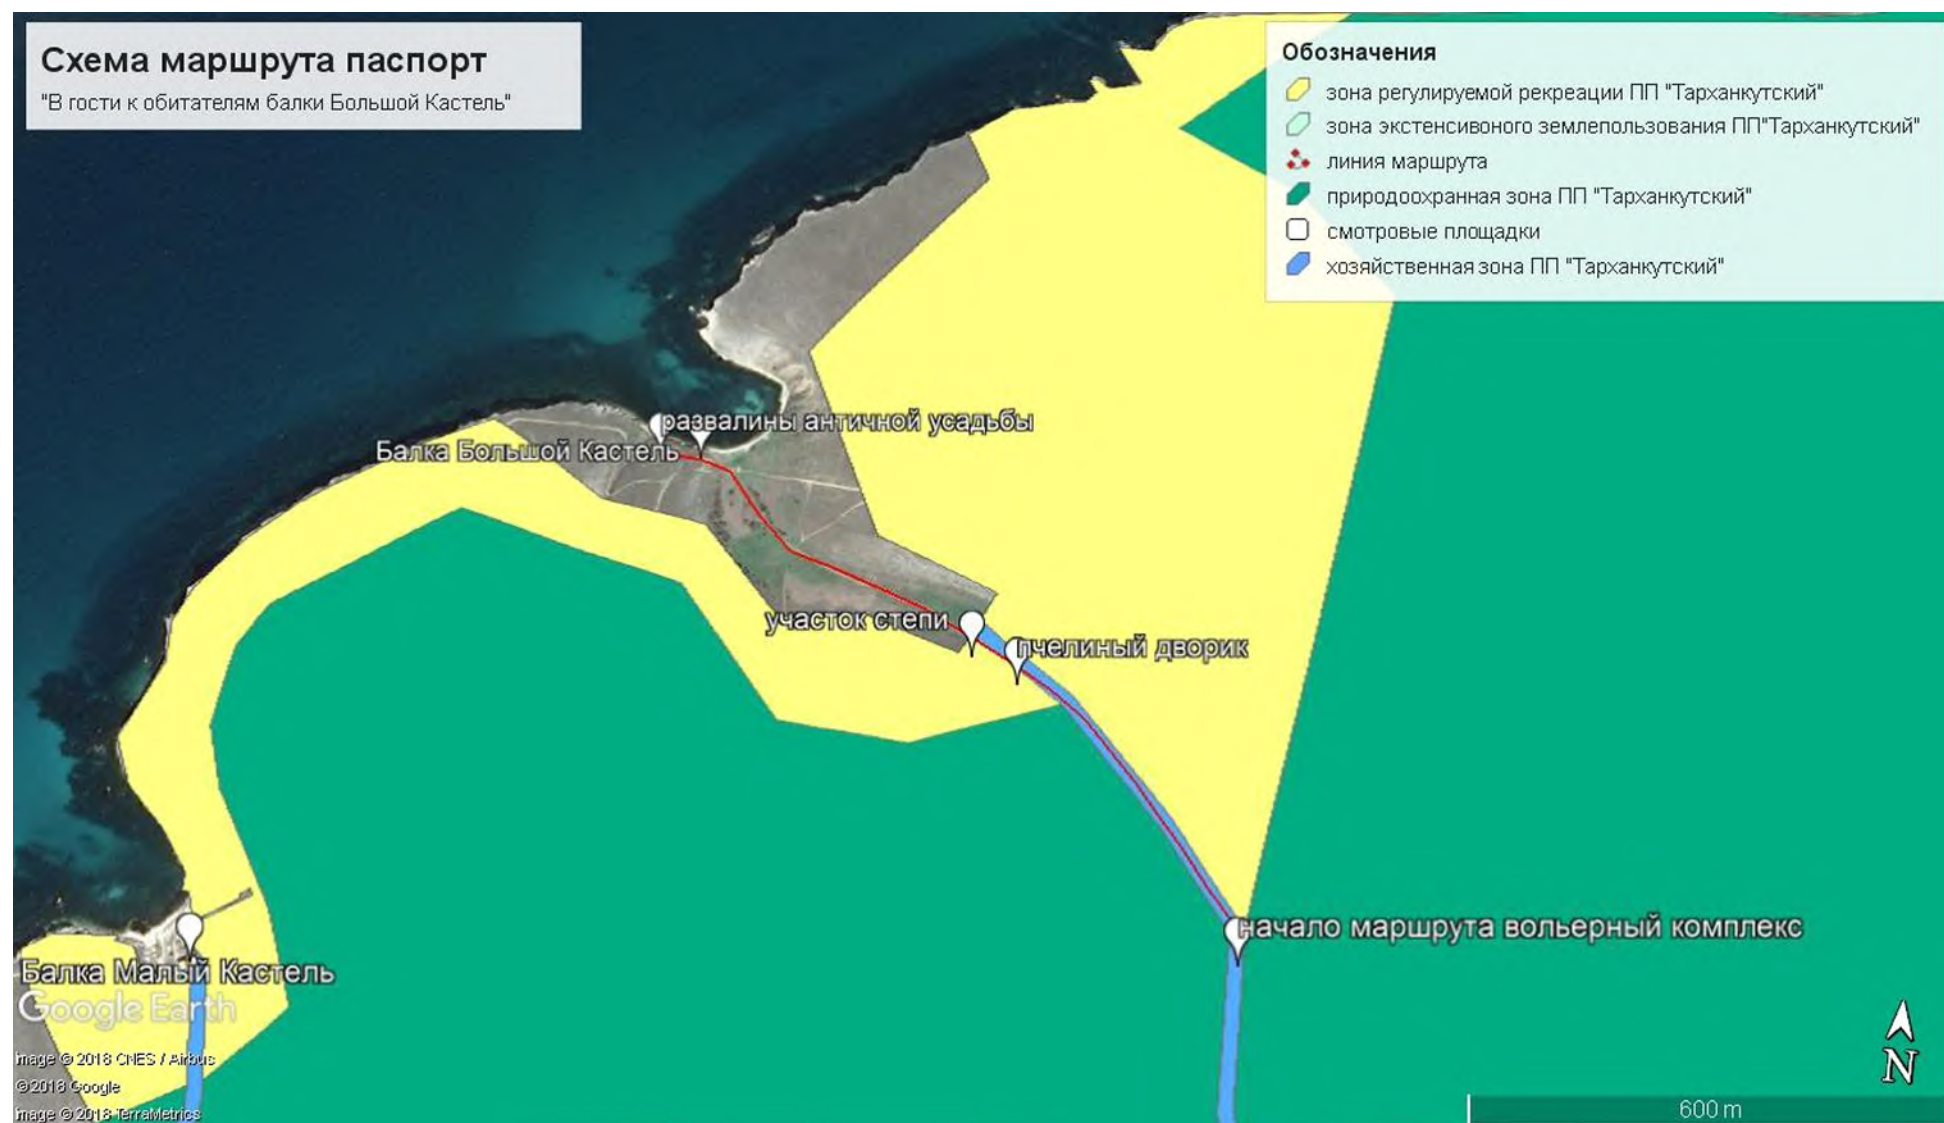 Схема маршрута паспорт
"В гости к обитателям балки Большой Кастель"
Обозначения
зона регулируемой рекреации ПП "Тарханкутский"
зона экстенсивоного землепользования ПП"Тарханкутский"
линия маршрута
природоохранная зона ПП "Тарханкутский"
смотровые площадки
хозяйственная зона ПП "Тарханкутский"
развалины античной усадьбы
Балка Большой Кастель
участок степи
пчелиный дворик
начало маршрута вольерный комплекс
Балка Малый Кастель
Google Earth
Image © 2018 CNES / Airbus
©2018 Google
Image © 2018 TerraMetrics
N
600 m